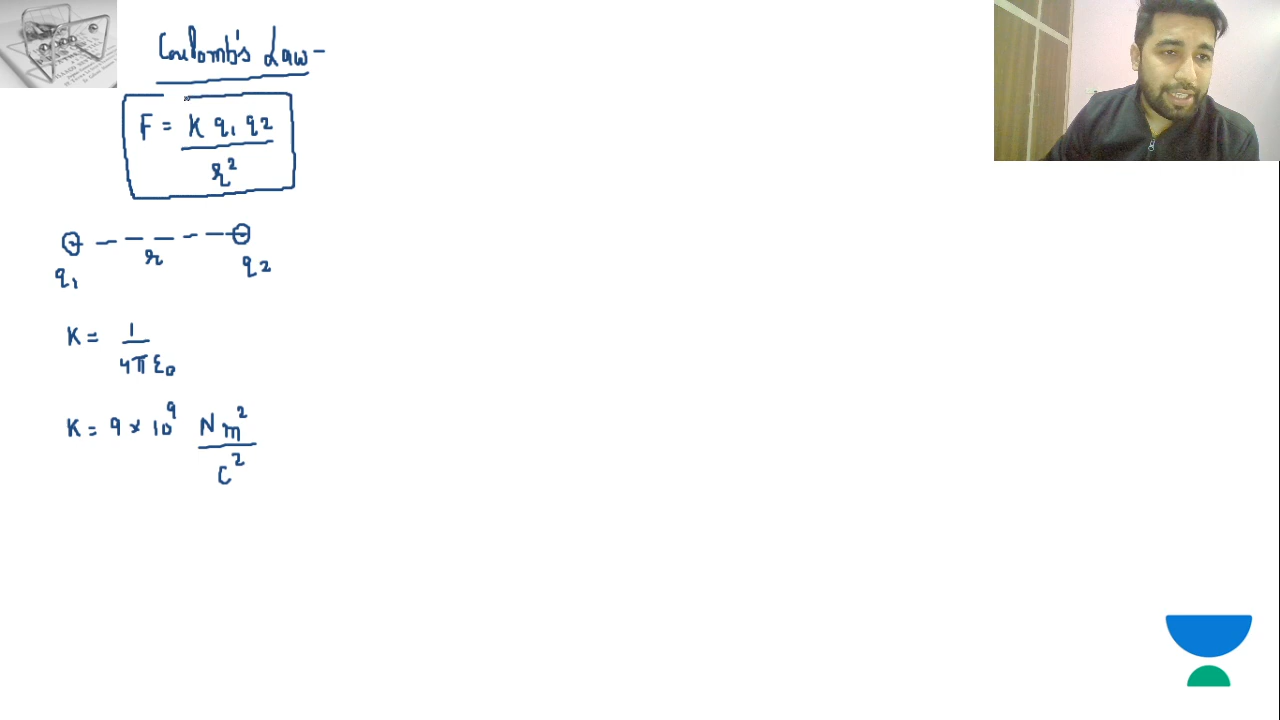 Coulomb's Law -
F = K q₁ q₂
r²
q₁ r q₂
K = 1
4π ε₀
K = 9 × 10⁹ N m²
C²